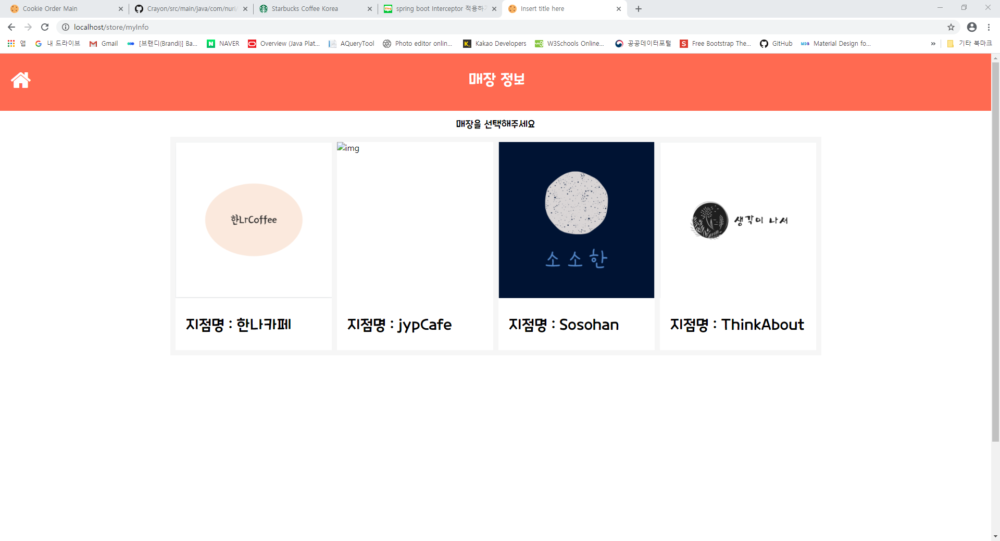 Cookie Order Main
Crayon/src/main/java/com/nuri/
Starbucks Coffee Korea
spring boot Interceptor 적용하기
Insert title here
localhost/store/myInfo
앱
내 드라이브
Gmail
[브랜디(Brandi)] Ba...
NAVER
Overview (Java Plat...
AQueryTool
Photo editor onlin...
Kakao Developers
W3Schools Online...
공공데이터포털
Free Bootstrap The...
GitHub
MDB
Material Design fo...
»
기타 북마크
매장 정보
매장을 선택해주세요
한LrCoffee
img
소소한
생각이 나서
지점명 : 한나카페
지점명 : jypCafe
지점명 : Sosohan
지점명 : ThinkAbout